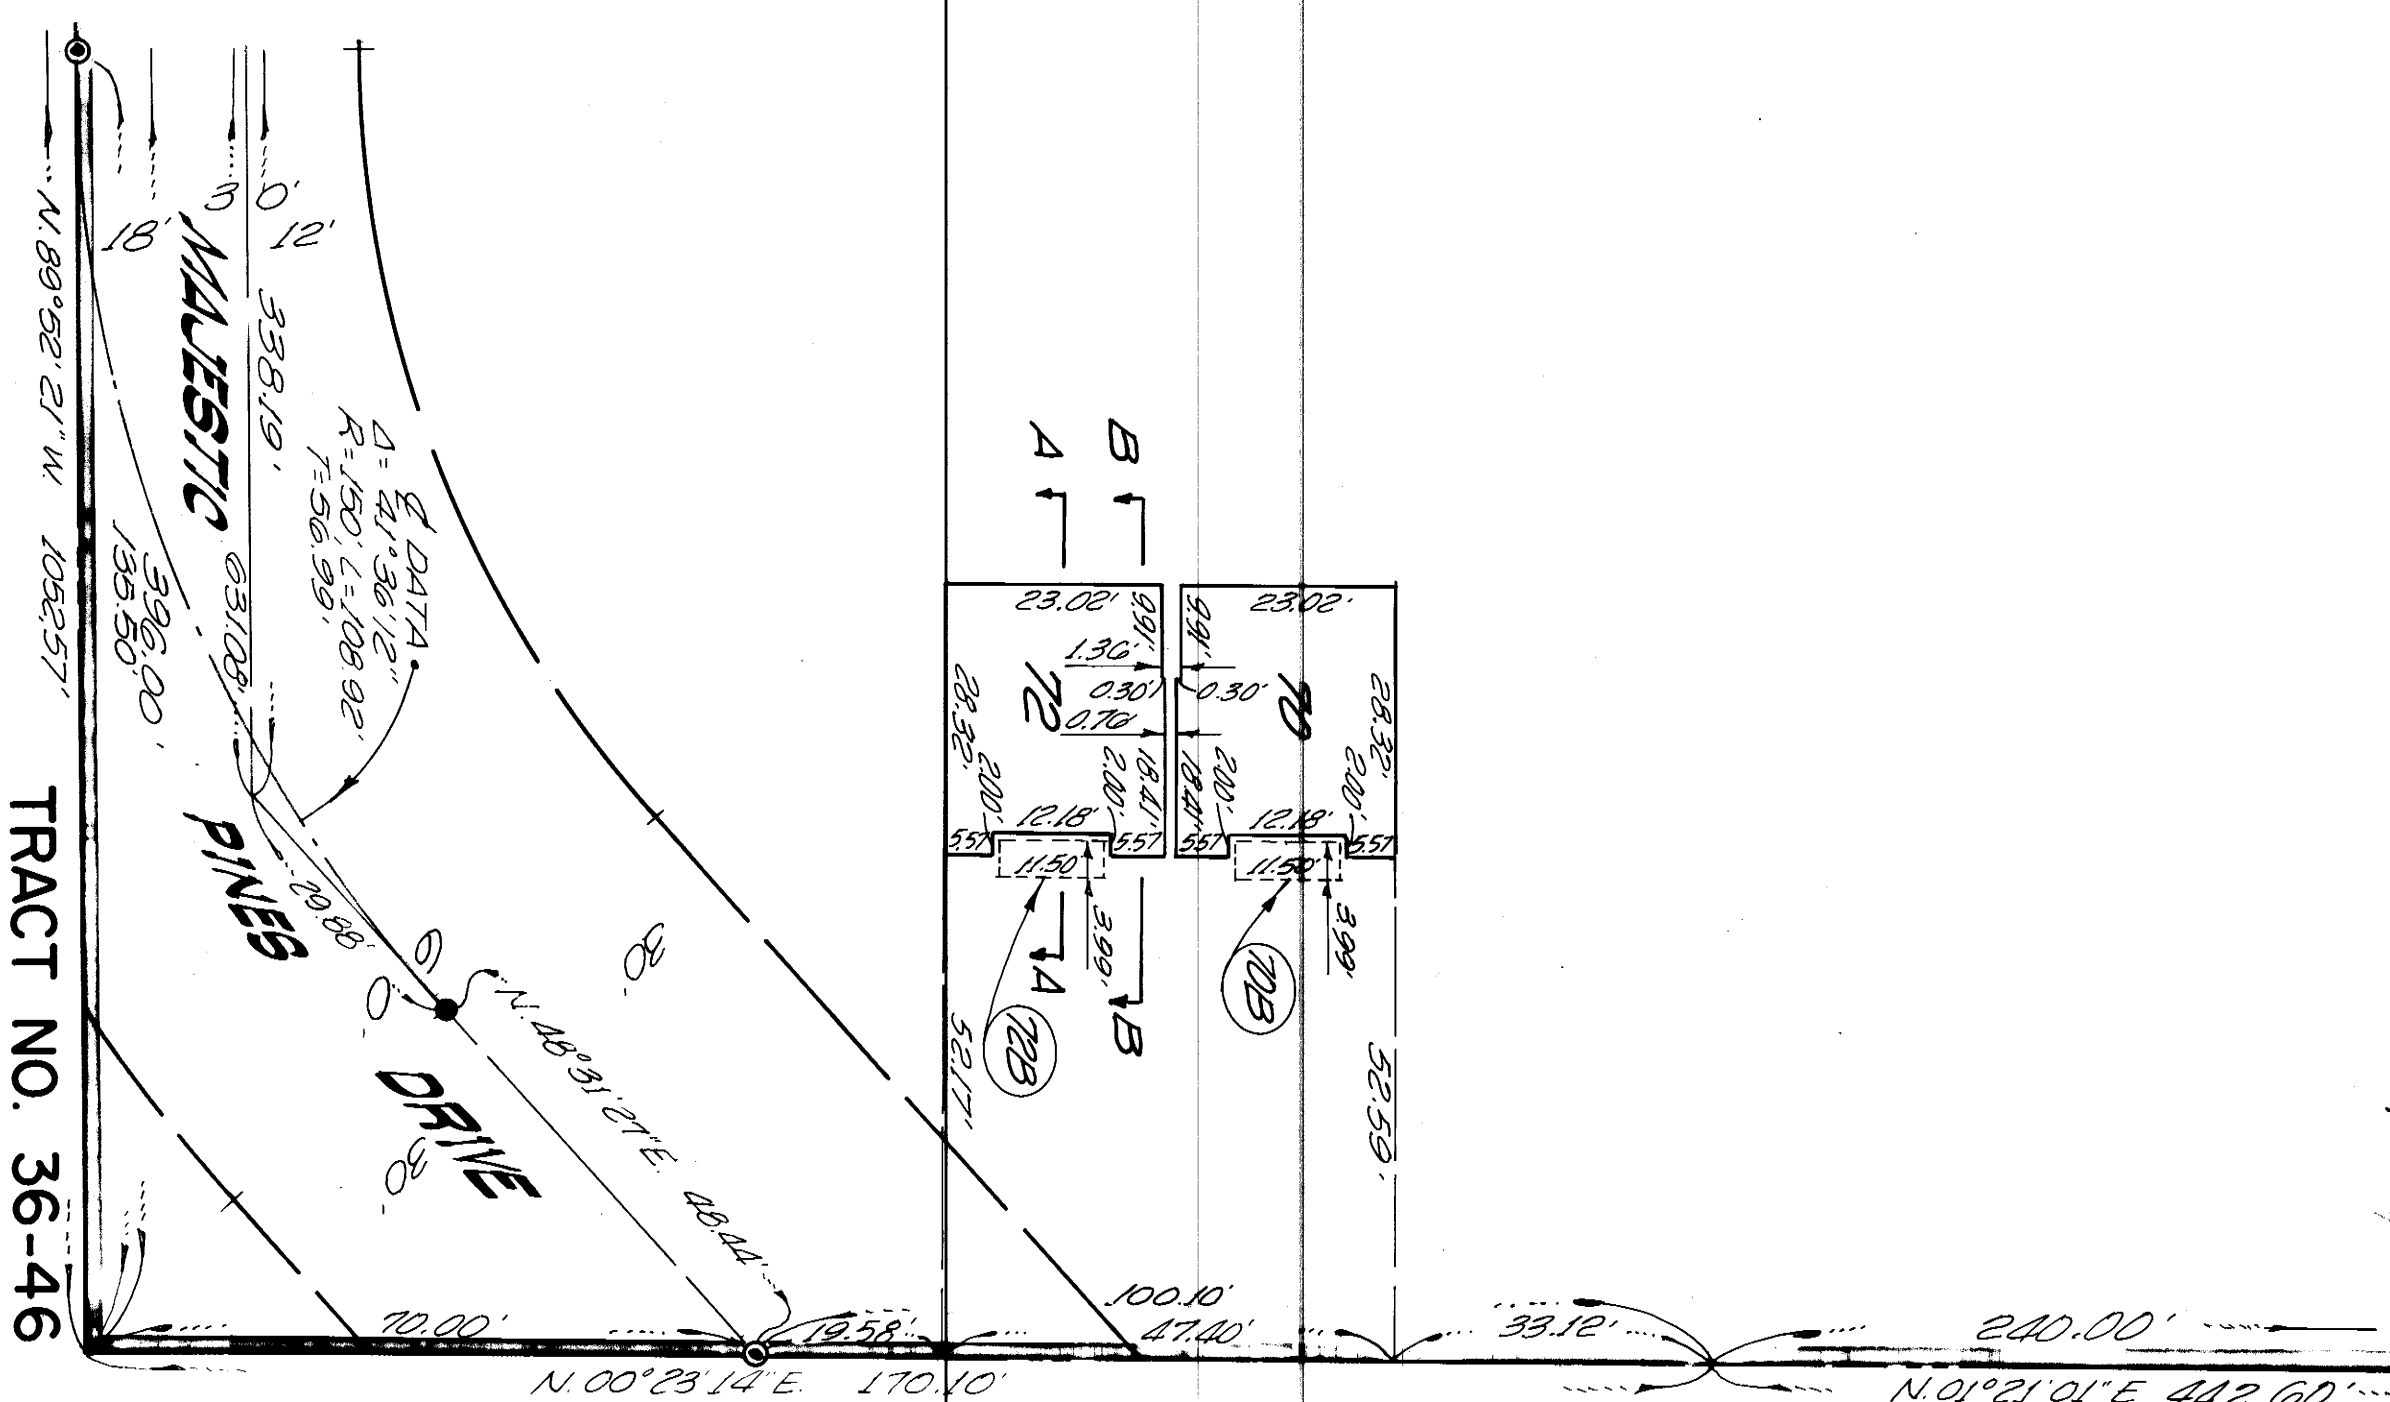 TRACT NO. 36-46
N. 89°52'21" W. 1052.57'
18'
30'
12'
MAJESTIC
PINES
DRIVE
338.19'
631.08'
396.00'
135.50'
℄ DATA
Δ= 41°36'12"
R=150', L=108.92'
T=56.99'
29.88'
60'
30'
30'
N. 48°31'27"E. 48.44'
A
B
23.02'
23.02'
9.91'
9.91'
1.36'
0.30'
0.30'
0.76'
72
70
28.32'
28.32'
2.00'
2.00'
18.41'
18.41'
2.00'
2.00'
12.18'
12.18'
5.57
5.57
5.57
5.57
11.50'
11.50'
3.99'
3.99'
A
B
72B
70B
52.17'
52.59'
100.10'
70.00'
19.58'
47.40'
33.12'
240.00'
N. 00°23'14"E. 170.10'
N. 01°21'01"E 442.60'